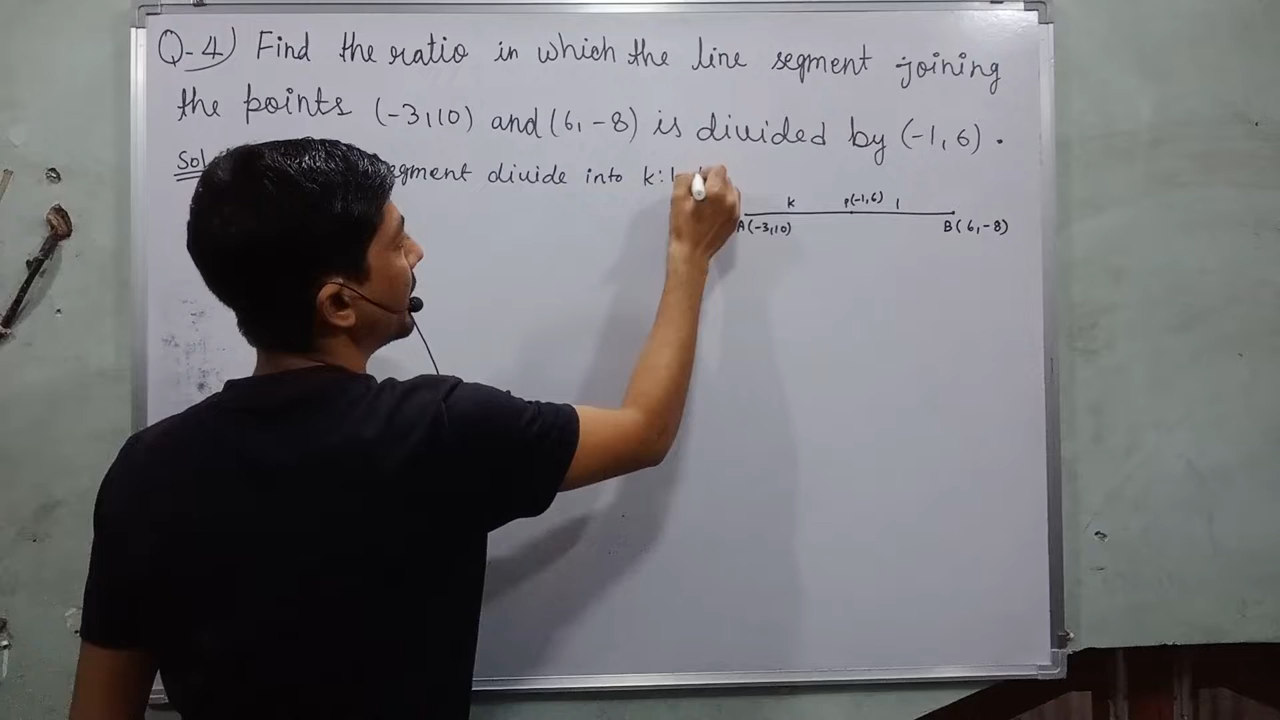 Q-4) Find the ratio in which the line segment joining
the points (-3,10) and (6,-8) is divided by (-1,6).
Sol
divide into k:1
K P(-1,6) 1
A(-3,10) B(6,-8)